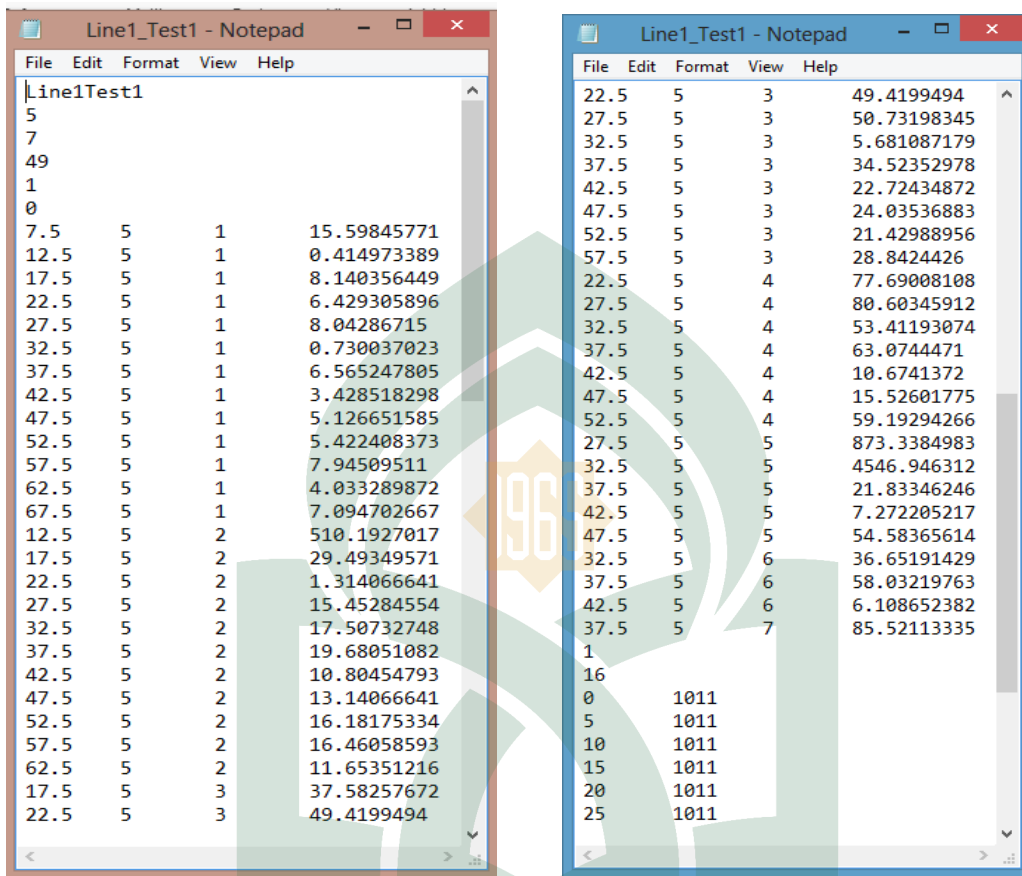 Line1_Test1 - Notepad
File Edit Format View Help
Line1Test1
5
7
49
1
0
7.5 5 1 15.59845771
12.5 5 1 0.414973389
17.5 5 1 8.140356449
22.5 5 1 6.429305896
27.5 5 1 8.04286715
32.5 5 1 0.730037023
37.5 5 1 6.565247805
42.5 5 1 3.428518298
47.5 5 1 5.126651585
52.5 5 1 5.422408373
57.5 5 1 7.94509511
62.5 5 1 4.033289872
67.5 5 1 7.094702667
12.5 5 2 510.1927017
17.5 5 2 29.49349571
22.5 5 2 1.314066641
27.5 5 2 15.45284554
32.5 5 2 17.50732748
37.5 5 2 19.68051082
42.5 5 2 10.80454793
47.5 5 2 13.14066641
52.5 5 2 16.18175334
57.5 5 2 16.46058593
62.5 5 2 11.65351216
17.5 5 3 37.58257672
22.5 5 3 49.4199494
Line1_Test1 - Notepad
File Edit Format View Help
22.5 5 3 49.4199494
27.5 5 3 50.73198345
32.5 5 3 5.681087179
37.5 5 3 34.52352978
42.5 5 3 22.72434872
47.5 5 3 24.03536883
52.5 5 3 21.42988956
57.5 5 3 28.8424426
22.5 5 4 77.69008108
27.5 5 4 80.60345912
32.5 5 4 53.41193074
37.5 5 4 63.0744471
42.5 5 4 10.6741372
47.5 5 4 15.52601775
52.5 5 4 59.19294266
27.5 5 5 873.3384983
32.5 5 5 4546.946312
37.5 5 5 21.83346246
42.5 5 5 7.272205217
47.5 5 5 54.58365614
32.5 5 6 36.65191429
37.5 5 6 58.03219763
42.5 5 6 6.108652382
37.5 5 7 85.52113335
1
16
0 1011
5 1011
10 1011
15 1011
20 1011
25 1011
1965